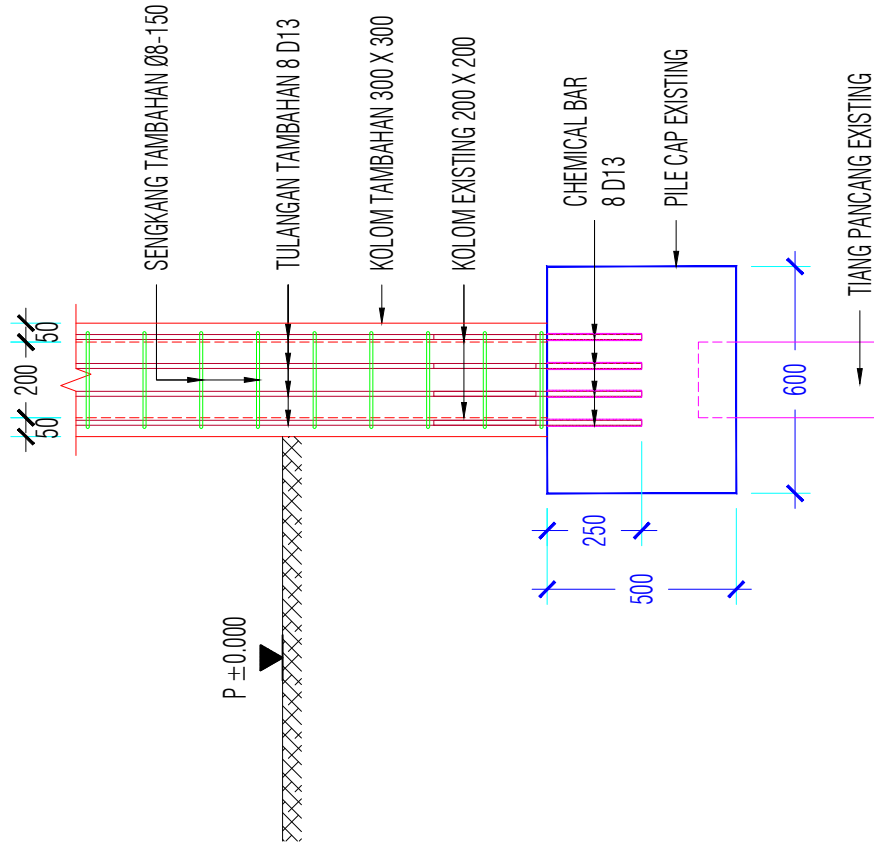 50
200
50
SENGKANG TAMBAHAN Ø8-150
TULANGAN TAMBAHAN 8 D13
KOLOM TAMBAHAN 300 X 300
KOLOM EXISTING 200 X 200
CHEMICAL BAR
8 D13
PILE CAP EXISTING
TIANG PANCANG EXISTING
P ±0.000
250
500
600